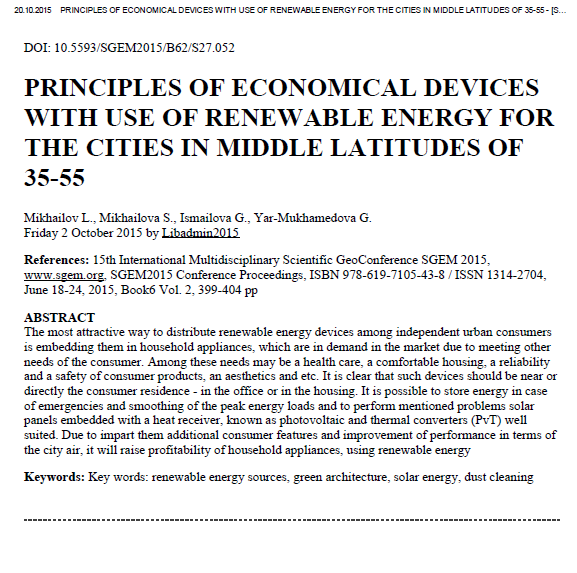 20.10.2015 PRINCIPLES OF ECONOMICAL DEVICES WITH USE OF RENEWABLE ENERGY FOR THE CITIES IN MIDDLE LATITUDES OF 35-55 - [S...
DOI: 10.5593/SGEM2015/B62/S27.052
PRINCIPLES OF ECONOMICAL DEVICES
WITH USE OF RENEWABLE ENERGY FOR
THE CITIES IN MIDDLE LATITUDES OF
35-55
Mikhailov L., Mikhailova S., Ismailova G., Yar-Mukhamedova G.
Friday 2 October 2015 by Libadmin2015
References: 15th International Multidisciplinary Scientific GeoConference SGEM 2015,
www.sgem.org, SGEM2015 Conference Proceedings, ISBN 978-619-7105-43-8 / ISSN 1314-2704,
June 18-24, 2015, Book6 Vol. 2, 399-404 pp
ABSTRACT
The most attractive way to distribute renewable energy devices among independent urban consumers
is embedding them in household appliances, which are in demand in the market due to meeting other
needs of the consumer. Among these needs may be a health care, a comfortable housing, a reliability
and a safety of consumer products, an aesthetics and etc. It is clear that such devices should be near or
directly the consumer residence - in the office or in the housing. It is possible to store energy in case
of emergencies and smoothing of the peak energy loads and to perform mentioned problems solar
panels embedded with a heat receiver, known as photovoltaic and thermal converters (PvT) well
suited. Due to impart them additional consumer features and improvement of performance in terms of
the city air, it will raise profitability of household appliances, using renewable energy
Keywords: Key words: renewable energy sources, green architecture, solar energy, dust cleaning